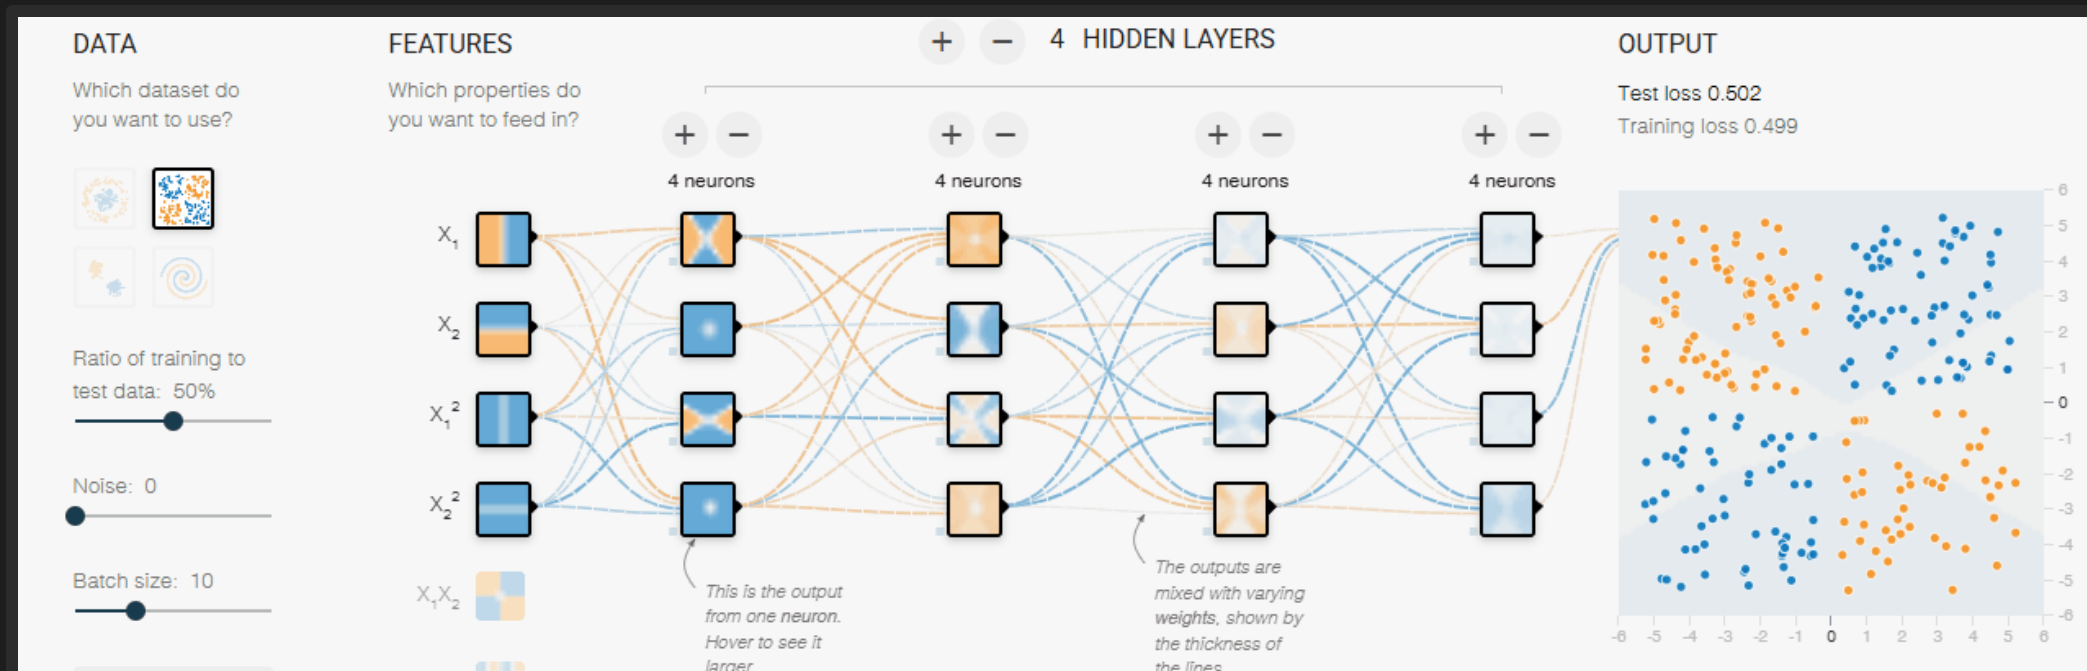 DATA
Which dataset do
you want to use?
Ratio of training to
test data: 50%
Noise: 0
Batch size: 10
FEATURES
Which properties do
you want to feed in?
X1
X2
X1²
X2²
X1X2
+ − 4 HIDDEN LAYERS
+ − + − + − + −
4 neurons 4 neurons 4 neurons 4 neurons
This is the output
from one neuron.
Hover to see it
larger.
The outputs are
mixed with varying
weights, shown by
the thickness of
the lines.
OUTPUT
Test loss 0.502
Training loss 0.499
6
5
4
3
2
1
0
-1
-2
-3
-4
-5
-6
-6 -5 -4 -3 -2 -1 0 1 2 3 4 5 6